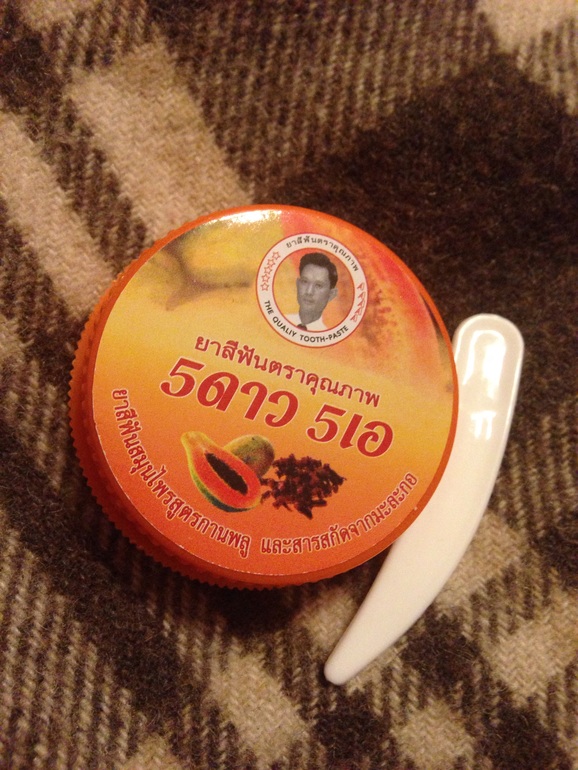 ยาสีฟันตราคุณภาพ
THE QUALIY TOOTH-PASTE
ยาสีฟันตราคุณภาพ
5ดาว 5เอ
ยาสีฟันสมุนไพรสูตรกานพลู และสารสกัดจากมะละกอ